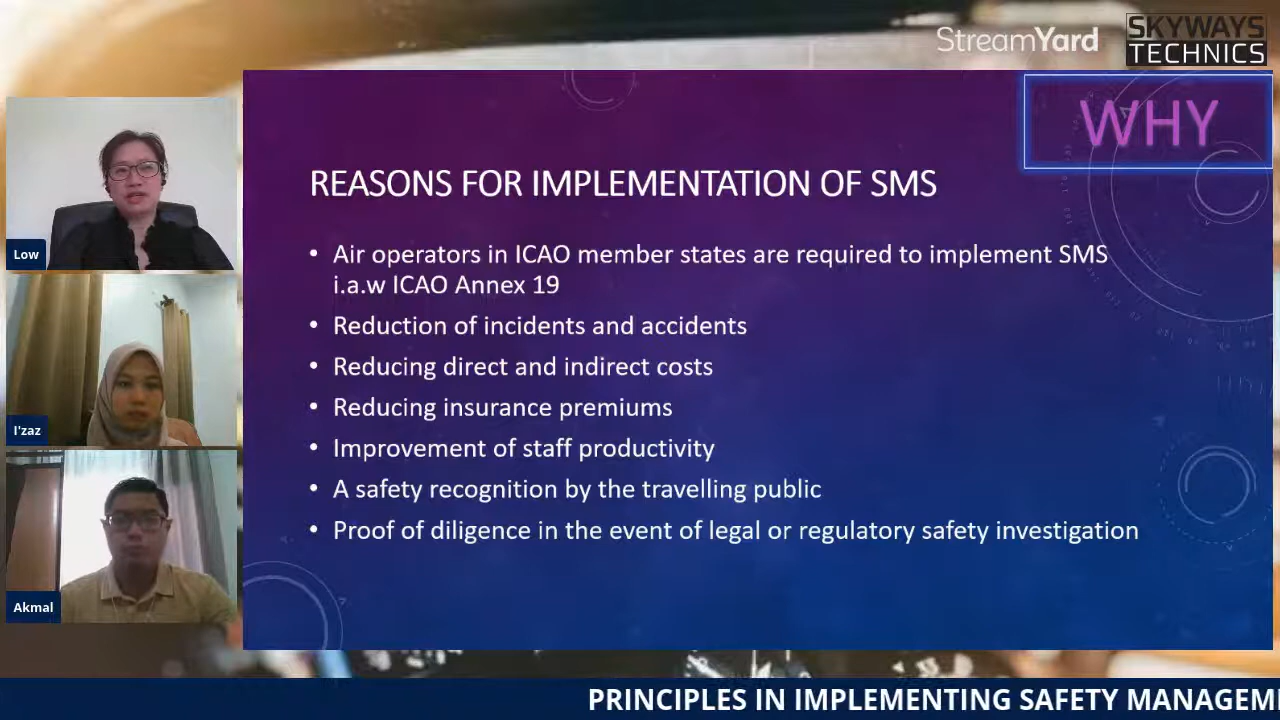 StreamYard
SKYWAYS
TECHNICS
WHY
REASONS FOR IMPLEMENTATION OF SMS
• Air operators in ICAO member states are required to implement SMS
i.a.w ICAO Annex 19
• Reduction of incidents and accidents
• Reducing direct and indirect costs
• Reducing insurance premiums
• Improvement of staff productivity
• A safety recognition by the travelling public
• Proof of diligence in the event of legal or regulatory safety investigation
Low
I'zaz
Akmal
PRINCIPLES IN IMPLEMENTING SAFETY MANAGEM